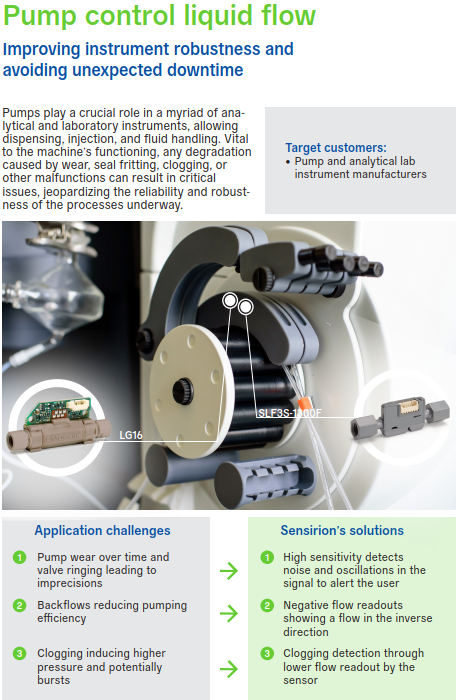 Pump control liquid flow
Improving instrument robustness and
avoiding unexpected downtime
Pumps play a crucial role in a myriad of ana-
lytical and laboratory instruments, allowing
dispensing, injection, and fluid handling. Vital
to the machine's functioning, any degradation
caused by wear, seal fritting, clogging, or
other malfunctions can result in critical
issues, jeopardizing the reliability and robust-
ness of the processes underway.
Target customers:
• Pump and analytical lab
instrument manufacturers
SLF3S-1300F
LG16
Application challenges
1 Pump wear over time and
valve ringing leading to
imprecisions
2 Backflows reducing pumping
efficiency
3 Clogging inducing higher
pressure and potentially
bursts
Sensirion's solutions
1 High sensitivity detects
noise and oscillations in the
signal to alert the user
2 Negative flow readouts
showing a flow in the inverse
direction
3 Clogging detection through
lower flow readout by the
sensor